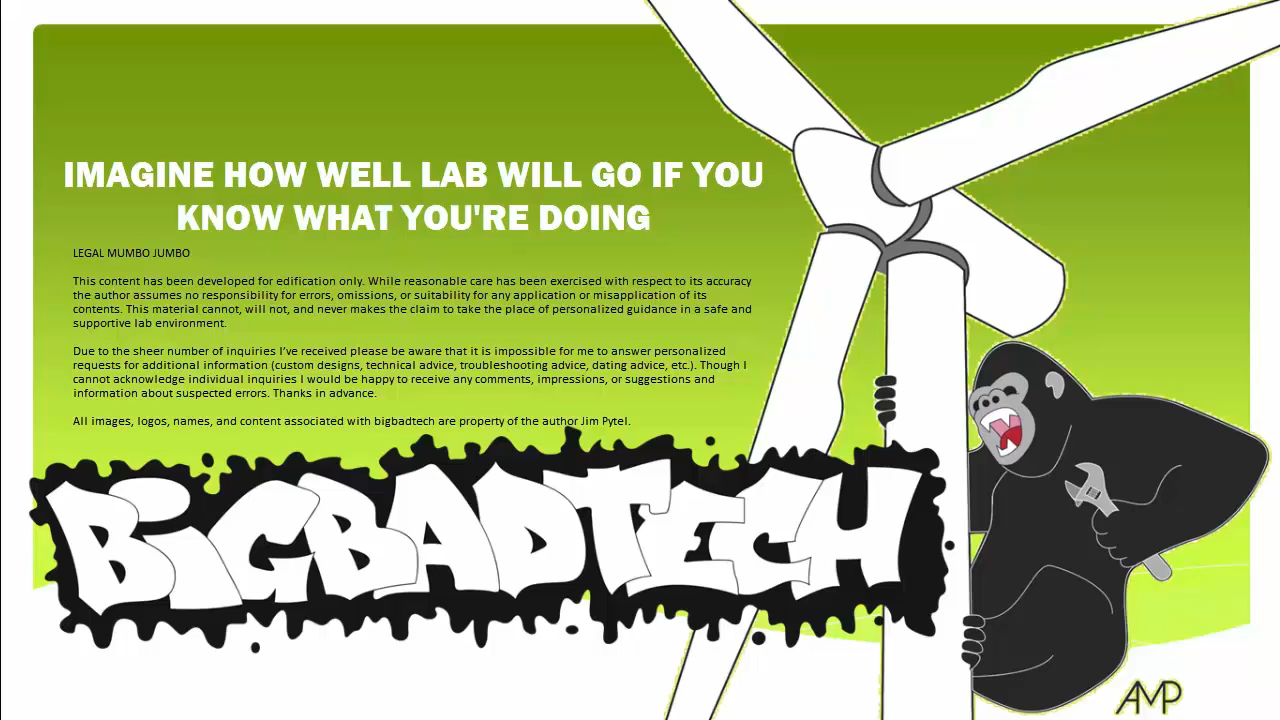 IMAGINE HOW WELL LAB WILL GO IF YOU
KNOW WHAT YOU'RE DOING
LEGAL MUMBO JUMBO
This content has been developed for edification only. While reasonable care has been exercised with respect to its accuracy
the author assumes no responsibility for errors, omissions, or suitability for any application or misapplication of its
contents. This material cannot, will not, and never makes the claim to take the place of personalized guidance in a safe and
supportive lab environment.
Due to the sheer number of inquiries I've received please be aware that it is impossible for me to answer personalized
requests for additional information (custom designs, technical advice, troubleshooting advice, dating advice, etc.). Though I
cannot acknowledge individual inquiries I would be happy to receive any comments, impressions, or suggestions and
information about suspected errors. Thanks in advance.
All images, logos, names, and content associated with bigbadtech are property of the author Jim Pytel.
BiGBADTECH
AMP